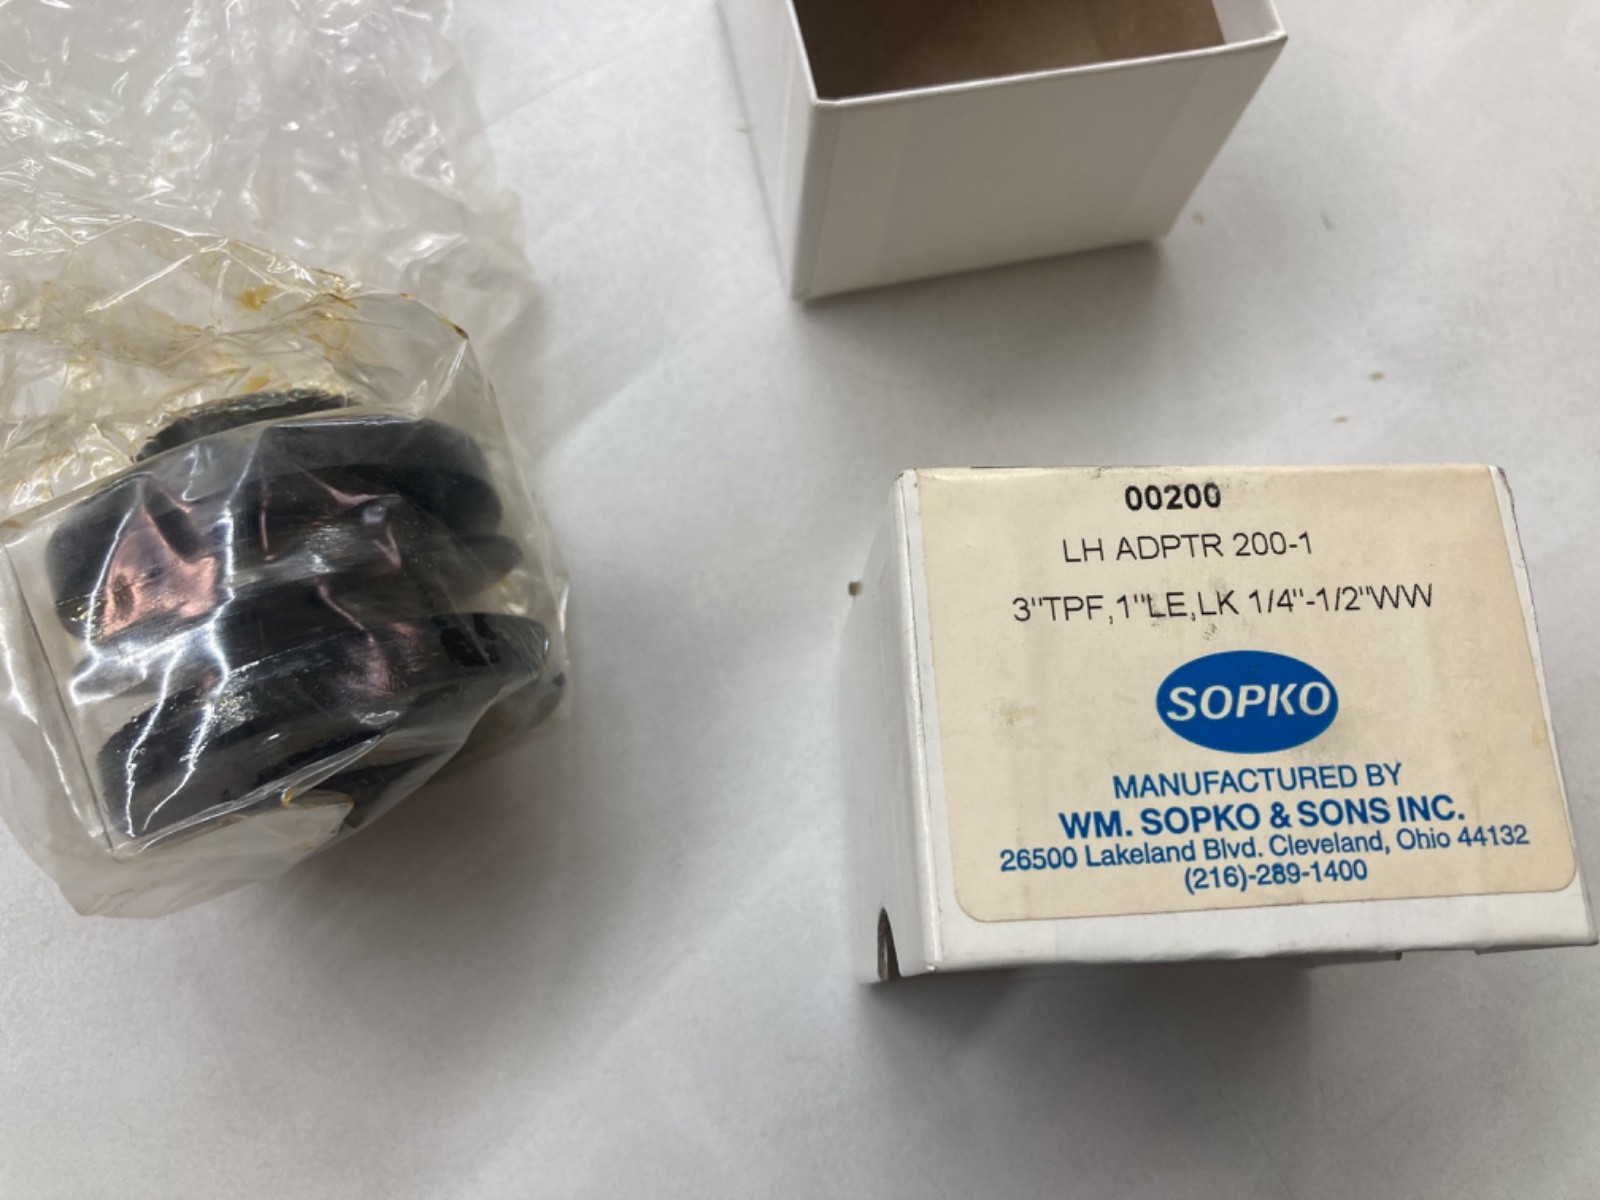 00200
LH ADPTR 200-1
3"TPF,1"LE,LK 1/4"-1/2"WW
SOPKO
MANUFACTURED BY
WM. SOPKO & SONS INC.
26500 Lakeland Blvd. Cleveland, Ohio 44132
(216)-289-1400